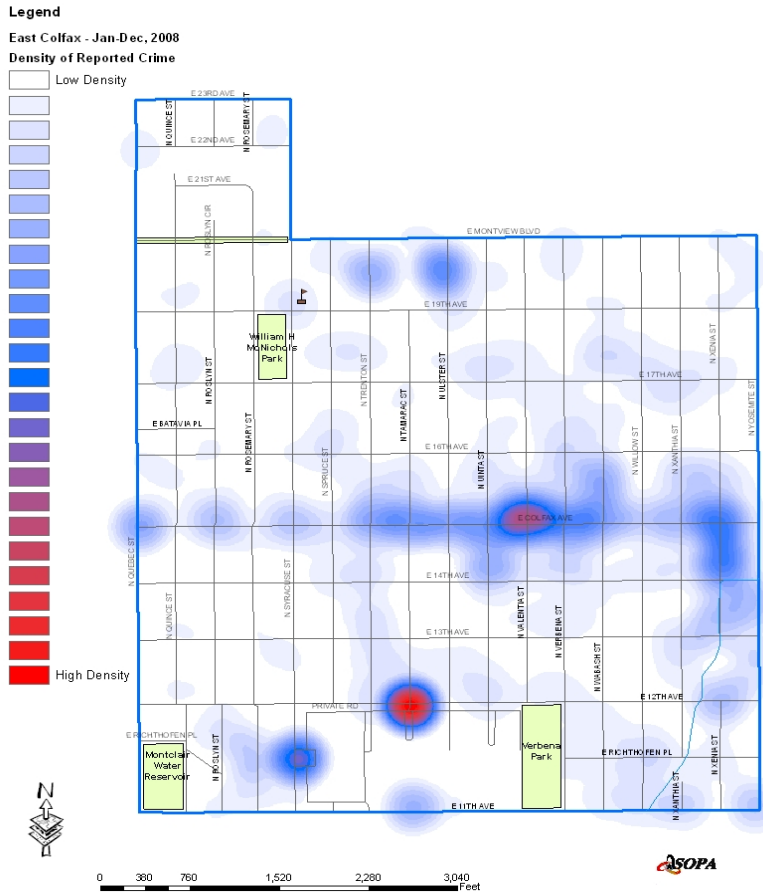 Legend
East Colfax - Jan-Dec, 2008
Density of Reported Crime
Low Density
High Density
E 23RD AVE
N QUINCE ST
N ROSEMARY ST
E 22ND AVE
E 21ST AVE
N ROSLYN CIR
E MONTVIEW BLVD
E 19TH AVE
William H
McNichols
Park
N XENIA ST
N TRENTON ST
N ULSTER ST
N ROSLYN ST
E 17TH AVE
N YOSEMITE ST
N TAMARAC ST
E BATAVIA PL
N ROSEMARY ST
E 16TH AVE
N SPRUCE ST
N UINTA ST
N WILLOW ST
N XANTHIA ST
E COLFAX AVE
N QUEBEC ST
E 14TH AVE
N SYRACUSE ST
N QUINCE ST
N VALENTIA ST
N VERBENA ST
E 13TH AVE
N WABASH ST
E 12TH AVE
PRIVATE RD
E RICHTHOFEN PL
N ROSLYN ST
Montclair
Water
Reservoir
Verbena
Park
E RICHTHOFEN PL
N XENIA ST
N XANTHIA ST
E 11TH AVE
N
ASOPA
0 380 760 1,520 2,280 3,040
Feet